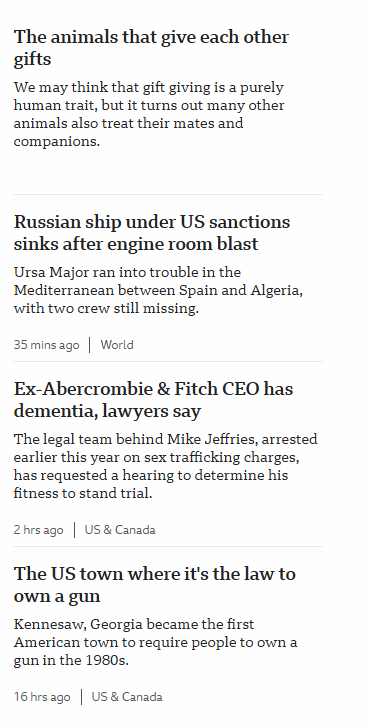 The animals that give each other
gifts
We may think that gift giving is a purely
human trait, but it turns out many other
animals also treat their mates and
companions.
Russian ship under US sanctions
sinks after engine room blast
Ursa Major ran into trouble in the
Mediterranean between Spain and Algeria,
with two crew still missing.
35 mins ago | World
Ex-Abercrombie & Fitch CEO has
dementia, lawyers say
The legal team behind Mike Jeffries, arrested
earlier this year on sex trafficking charges,
has requested a hearing to determine his
fitness to stand trial.
2 hrs ago | US & Canada
The US town where it's the law to
own a gun
Kennesaw, Georgia became the first
American town to require people to own a
gun in the 1980s.
16 hrs ago | US & Canada